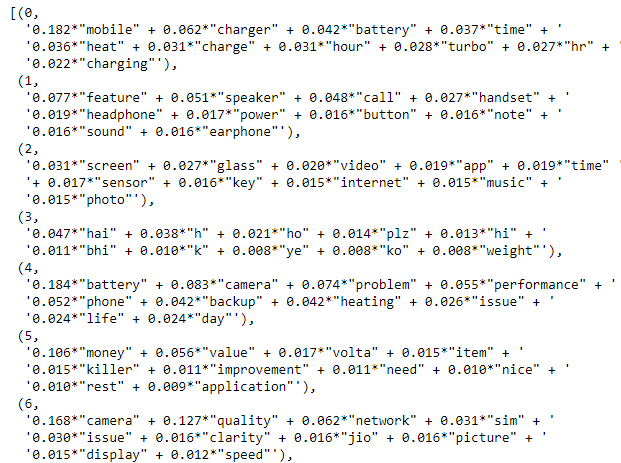 [(0,
'0.182*"mobile" + 0.062*"charger" + 0.042*"battery" + 0.037*"time" + '
'0.036*"heat" + 0.031*"charge" + 0.031*"hour" + 0.028*"turbo" + 0.027*"hr" + '
'0.022*"charging"'),
(1,
'0.077*"feature" + 0.051*"speaker" + 0.048*"call" + 0.027*"handset" + '
'0.019*"headphone" + 0.017*"power" + 0.016*"button" + 0.016*"note" + '
'0.016*"sound" + 0.016*"earphone"'),
(2,
'0.031*"screen" + 0.027*"glass" + 0.020*"video" + 0.019*"app" + 0.019*"time" '
'+ 0.017*"sensor" + 0.016*"key" + 0.015*"internet" + 0.015*"music" + '
'0.015*"photo"'),
(3,
'0.047*"hai" + 0.038*"h" + 0.021*"ho" + 0.014*"plz" + 0.013*"hi" + '
'0.011*"bhi" + 0.010*"k" + 0.008*"ye" + 0.008*"ko" + 0.008*"weight"'),
(4,
'0.184*"battery" + 0.083*"camera" + 0.074*"problem" + 0.055*"performance" + '
'0.052*"phone" + 0.042*"backup" + 0.042*"heating" + 0.026*"issue" + '
'0.024*"life" + 0.024*"day"'),
(5,
'0.106*"money" + 0.056*"value" + 0.017*"volta" + 0.015*"item" + '
'0.015*"killer" + 0.011*"improvement" + 0.011*"need" + 0.010*"nice" + '
'0.010*"rest" + 0.009*"application"'),
(6,
'0.168*"camera" + 0.127*"quality" + 0.062*"network" + 0.031*"sim" + '
'0.030*"issue" + 0.016*"clarity" + 0.016*"jio" + 0.016*"picture" + '
'0.015*"display" + 0.012*"speed"'),